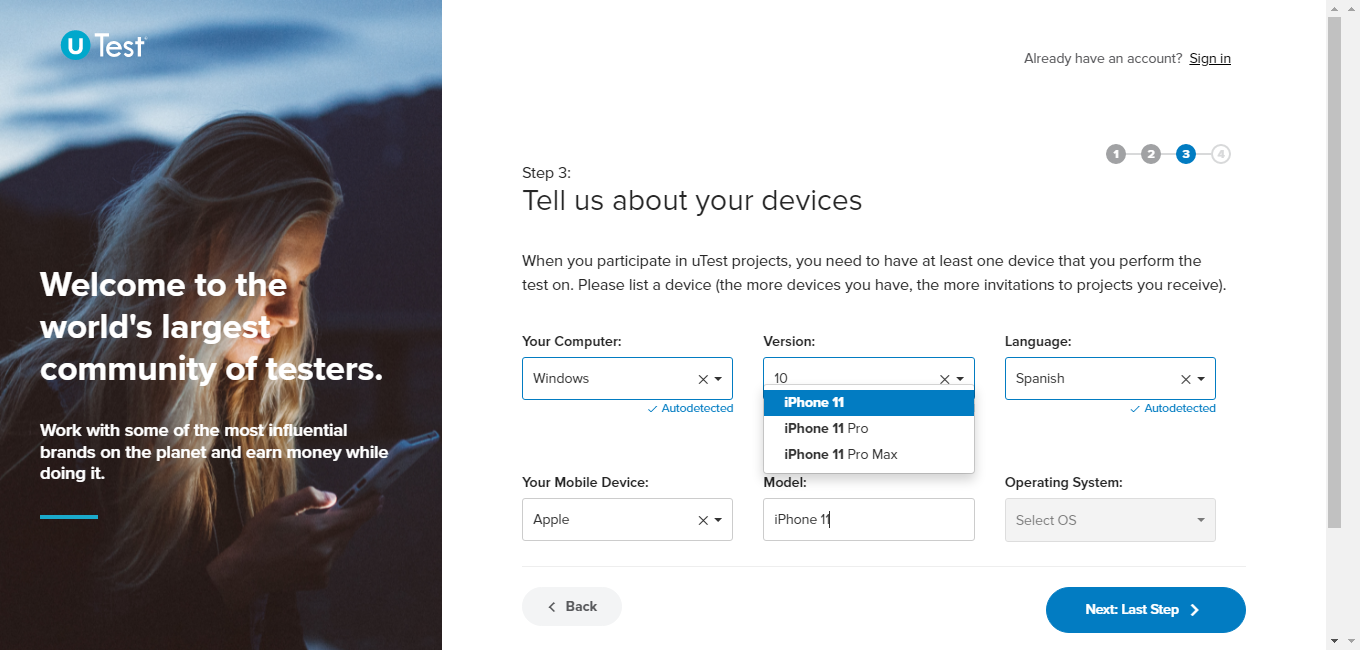 U Test
Already have an account? Sign in
1 2 3 4
Step 3:
Tell us about your devices
When you participate in uTest projects, you need to have at least one device that you perform the
test on. Please list a device (the more devices you have, the more invitations to projects you receive).
Welcome to the
world's largest
community of testers.
Work with some of the most influential
brands on the planet and earn money while
doing it.
Your Computer: Version: Language:
Windows 10 Spanish
Autodetected Autodetected
iPhone 11
iPhone 11 Pro
iPhone 11 Pro Max
Your Mobile Device: Model: Operating System:
Apple iPhone 11 Select OS
Back Next: Last Step